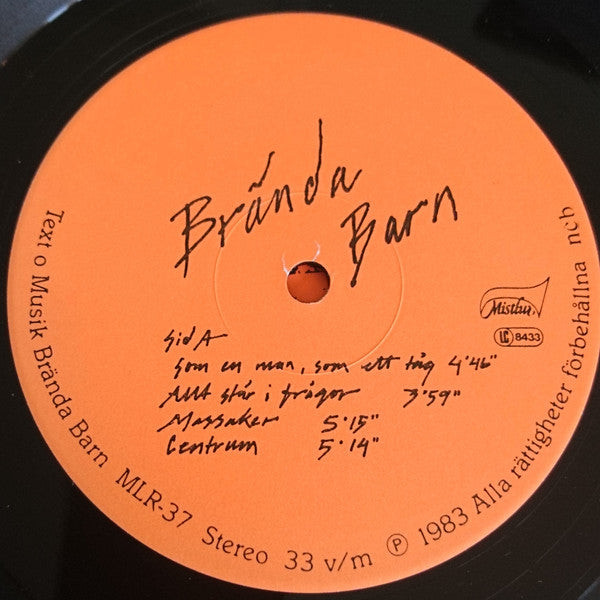 Brända
Barn
Sid A
Som en man, som ett tåg 4'46"
Allt står i frågor 3'59"
Massaker 5'15"
Centrum 5'14"
Mistlur
LC 8433
Text o Musik Brända Barn MLR-37 Stereo 33 v/m Ⓟ 1983 Alla rättigheter förbehållna ncb